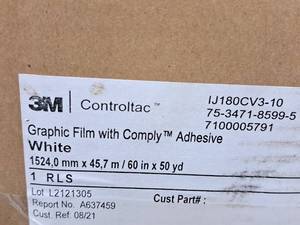 3M Controltac™
IJ180CV3-10
75-3471-8599-5
7100005791
Graphic Film with Comply™ Adhesive
White
1524,0 mm x 45,7 m / 60 in x 50 yd
1 RLS
Lot L2121305
Report No. A637459
Cust. Ref. 08/21
Cust Part#: